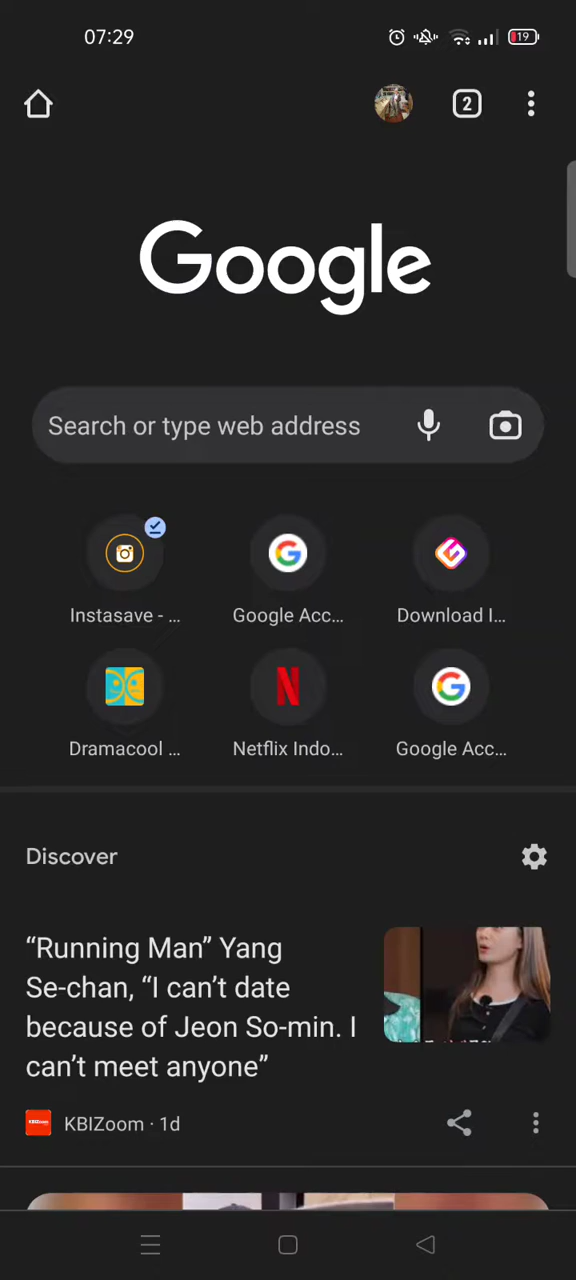 07:29
19
2
Google
Search or type web address
Instasave - ...
Google Acc...
Download I...
Dramacool ...
Netflix Indo...
Google Acc...
Discover
“Running Man” Yang
Se-chan, “I can’t date
because of Jeon So-min. I
can’t meet anyone”
KBIZoom · 1d